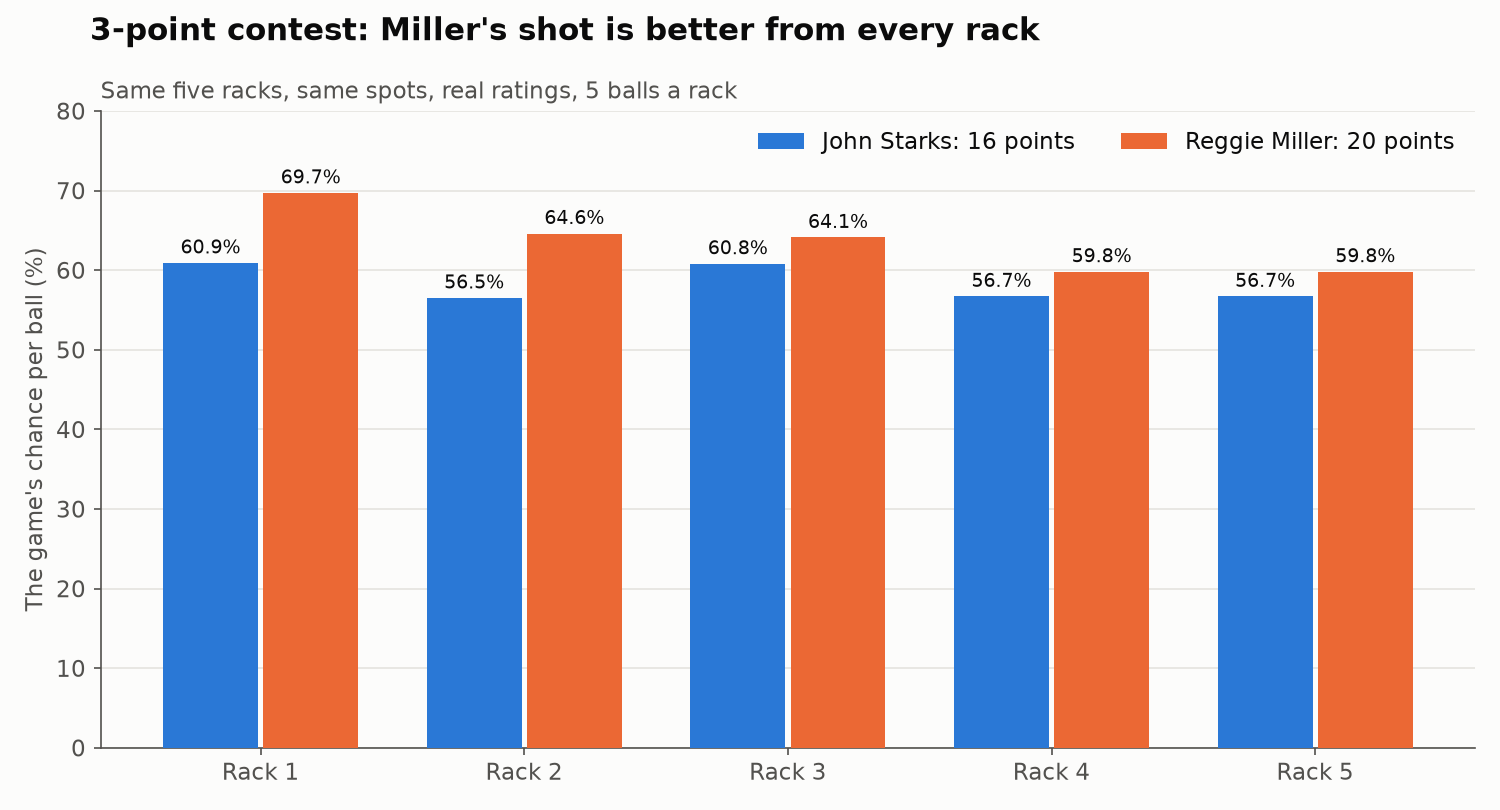 3-point contest: Miller's shot is better from every rack
Same five racks, same spots, real ratings, 5 balls a rack
John Starks: 16 points
Reggie Miller: 20 points
The game's chance per ball (%)
80
70
60
50
40
30
20
10
0
60.9%
69.7%
56.5%
64.6%
60.8%
64.1%
56.7%
59.8%
56.7%
59.8%
Rack 1
Rack 2
Rack 3
Rack 4
Rack 5